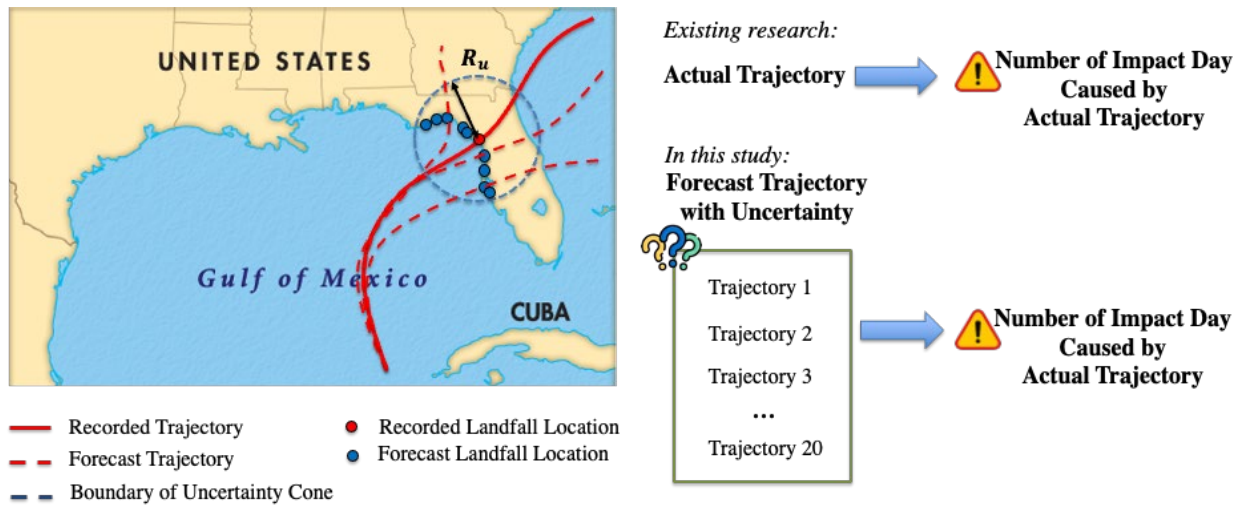 UNITED STATES
R_u
Gulf of Mexico
CUBA
Recorded Trajectory
Forecast Trajectory
Boundary of Uncertainty Cone
Recorded Landfall Location
Forecast Landfall Location
Existing research:
Actual Trajectory
Number of Impact Day
Caused by
Actual Trajectory
In this study:
Forecast Trajectory
with Uncertainty
???
Trajectory 1
Trajectory 2
Trajectory 3
...
Trajectory 20
!
Number of Impact Day
Caused by
Actual Trajectory